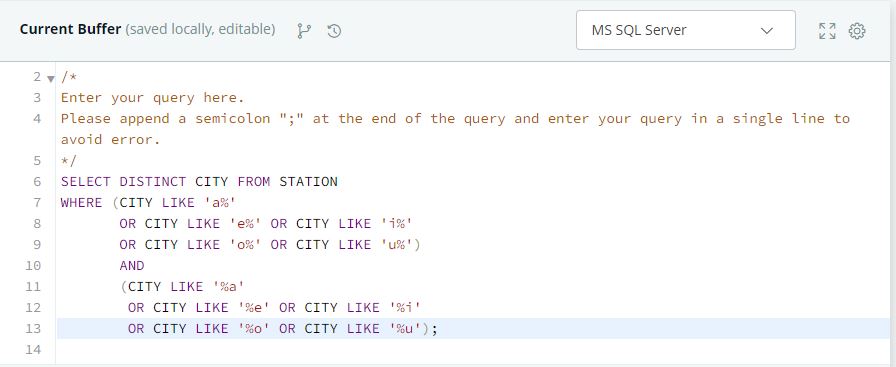 Current Buffer (saved locally, editable)
MS SQL Server
2 /*
3 Enter your query here.
4 Please append a semicolon ";" at the end of the query and enter your query in a single line to
avoid error.
5 */
6 SELECT DISTINCT CITY FROM STATION
7 WHERE (CITY LIKE 'a%'
8 OR CITY LIKE 'e%' OR CITY LIKE 'i%'
9 OR CITY LIKE 'o%' OR CITY LIKE 'u%')
10 AND
11 (CITY LIKE '%a'
12 OR CITY LIKE '%e' OR CITY LIKE '%i'
13 OR CITY LIKE '%o' OR CITY LIKE '%u');
14